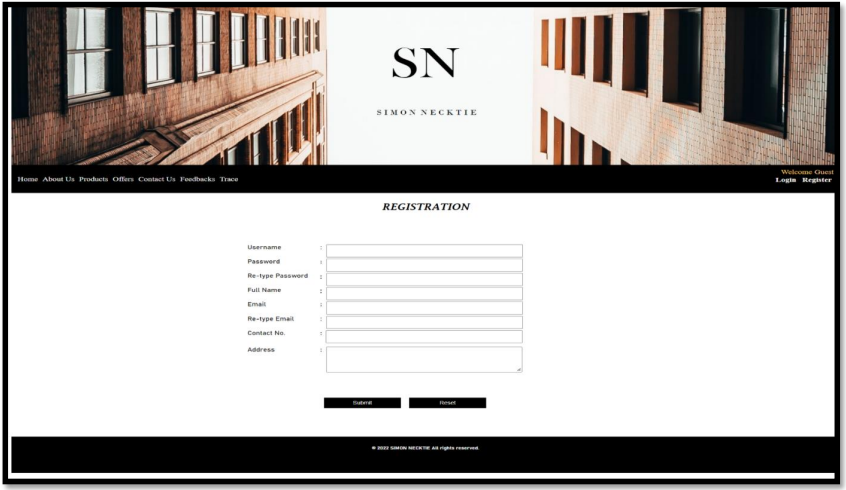 SN
SIMON NECKTIE
Welcome Guest
Home About Us Products Offers Contact Us Feedbacks Trace
Login Register
REGISTRATION
Username :
Password :
Re-type Password :
Full Name :
Email :
Re-type Email :
Contact No. :
Address :
Submit Reset
© 2022 SIMON NECKTIE All rights reserved.